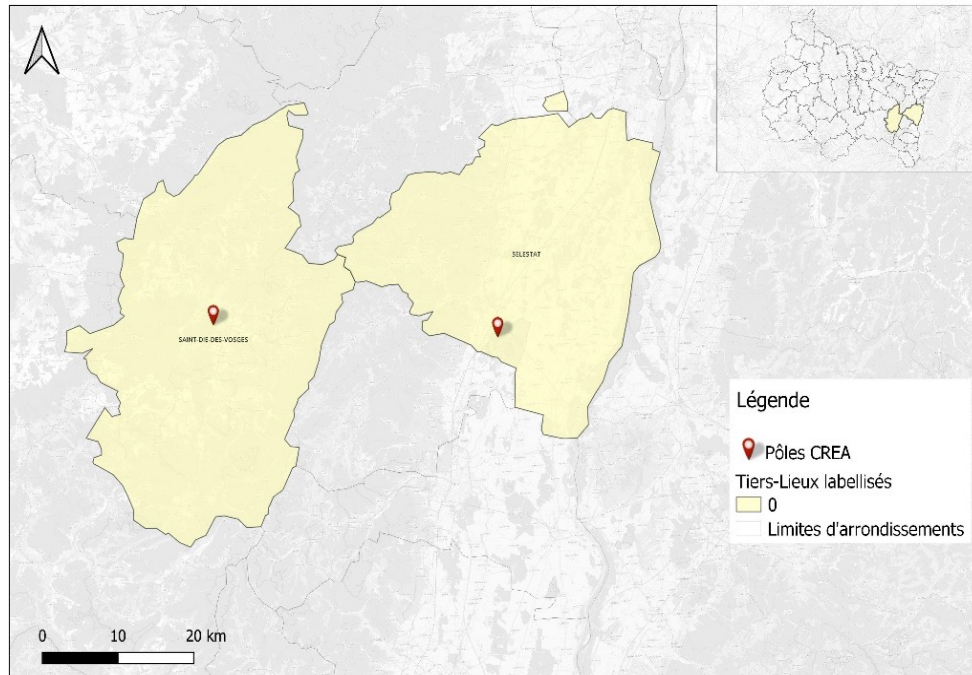 SELESTAT
SAINT-DIE-DES-VOSGES
Légende
Pôles CREA
Tiers-Lieux labellisés
0
Limites d'arrondissements
0 10 20 km